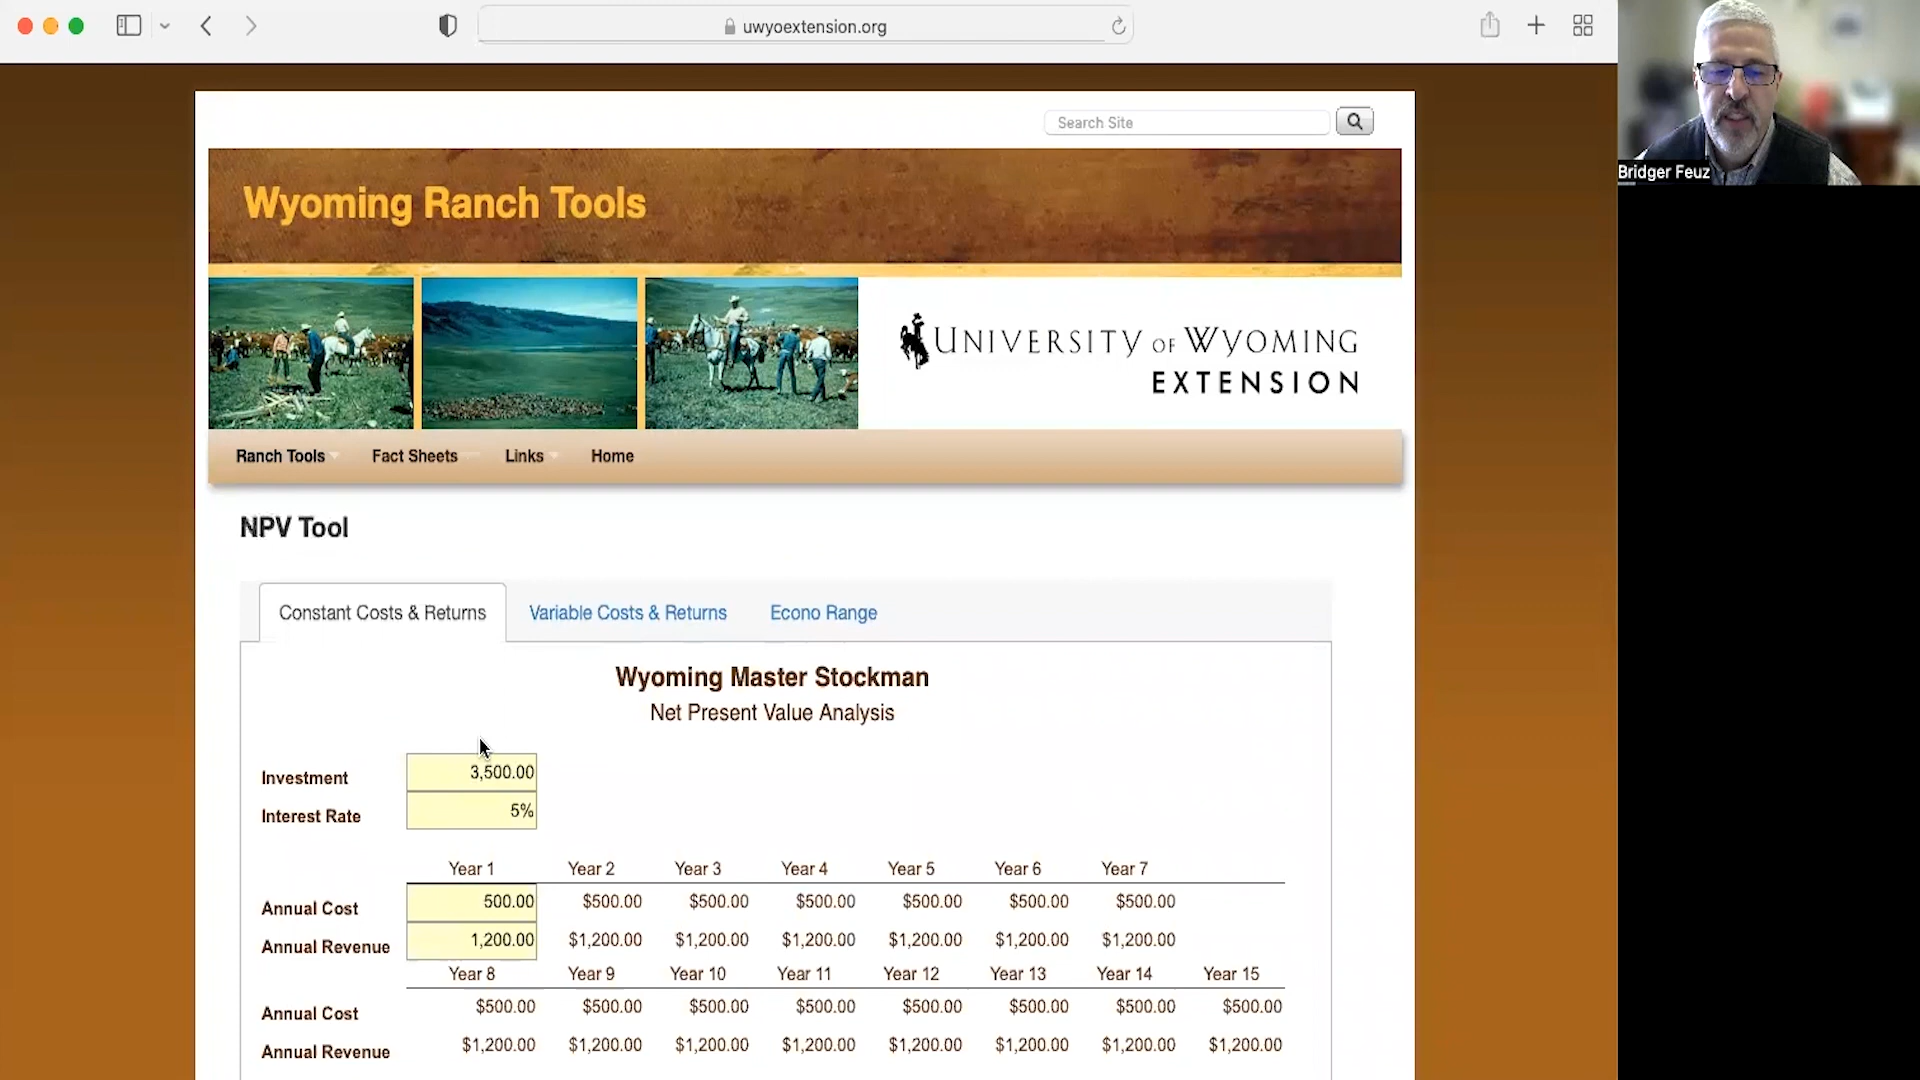 uwyoextension.org
Bridger Feuz
Search Site
Wyoming Ranch Tools
UNIVERSITY OF WYOMING
EXTENSION
Ranch Tools Fact Sheets Links Home
NPV Tool
Constant Costs & Returns Variable Costs & Returns Econo Range
Wyoming Master Stockman
Net Present Value Analysis
Investment 3,500.00
Interest Rate 5%
Year 1 Year 2 Year 3 Year 4 Year 5 Year 6 Year 7
Annual Cost 500.00 $500.00 $500.00 $500.00 $500.00 $500.00 $500.00
Annual Revenue 1,200.00 $1,200.00 $1,200.00 $1,200.00 $1,200.00 $1,200.00 $1,200.00
Year 8 Year 9 Year 10 Year 11 Year 12 Year 13 Year 14 Year 15
Annual Cost $500.00 $500.00 $500.00 $500.00 $500.00 $500.00 $500.00 $500.00
Annual Revenue $1,200.00 $1,200.00 $1,200.00 $1,200.00 $1,200.00 $1,200.00 $1,200.00 $1,200.00